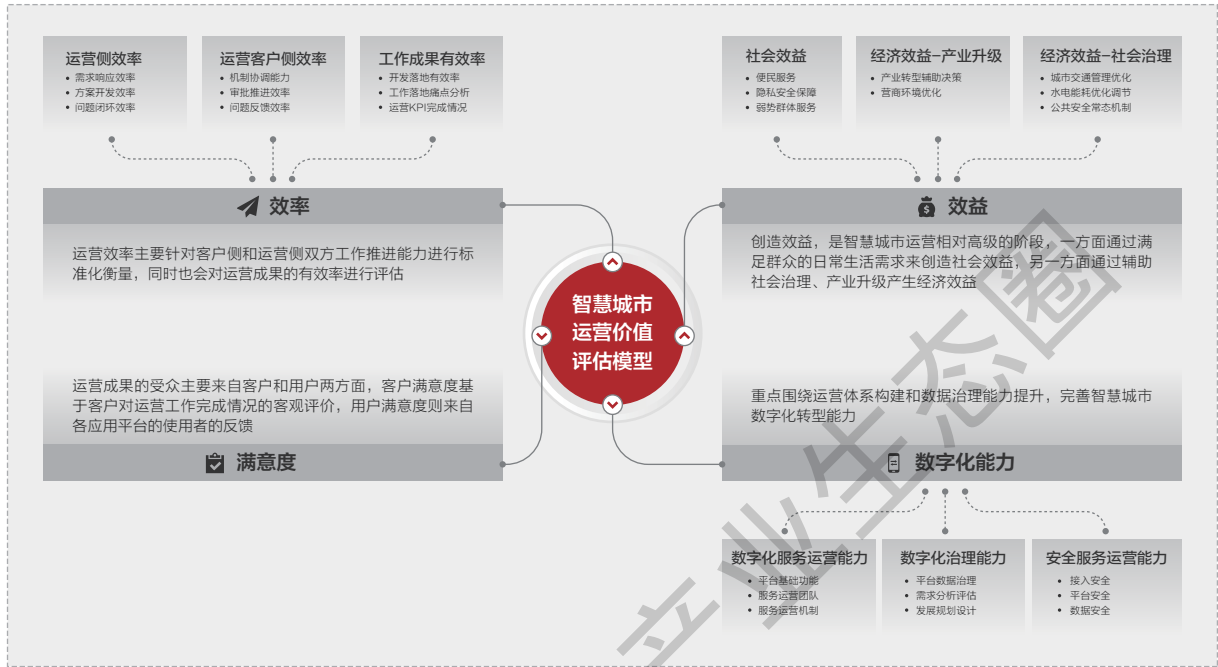 运营侧效率
• 需求响应效率
• 方案开发效率
• 问题闭环效率
运营客户侧效率
• 机制协调能力
• 审批推进效率
• 问题反馈效率
工作成果有效率
• 开发落地有效率
• 工作落地痛点分析
• 运营KPI完成情况
社会效益
• 便民服务
• 隐私安全保障
• 弱势群体服务
经济效益-产业升级
• 产业转型辅助决策
• 营商环境优化
经济效益-社会治理
• 城市交通管理优化
• 水电能耗优化调节
• 公共安全常态机制
效率
运营效率主要针对客户侧和运营侧双方工作推进能力进行标
准化衡量，同时也会对运营成果的有效率进行评估
效益
创造效益，是智慧城市运营相对高级的阶段，一方面通过满
足群众的日常生活需求来创造社会效益，另一方面通过辅助
社会治理、产业升级产生经济效益
智慧城市
运营价值
评估模型
运营成果的受众主要来自客户和用户两方面，客户满意度基
于客户对运营工作完成情况的客观评价，用户满意度则来自
各应用平台的使用者的反馈
满意度
重点围绕运营体系构建和数据治理能力提升，完善智慧城市
数字化转型能力
数字化能力
数字化服务运营能力
• 平台基础功能
• 服务运营团队
• 服务运营机制
数字化治理能力
• 平台数据治理
• 需求分析评估
• 发展规划设计
安全服务运营能力
• 接入安全
• 平台安全
• 数据安全
产业生态圈